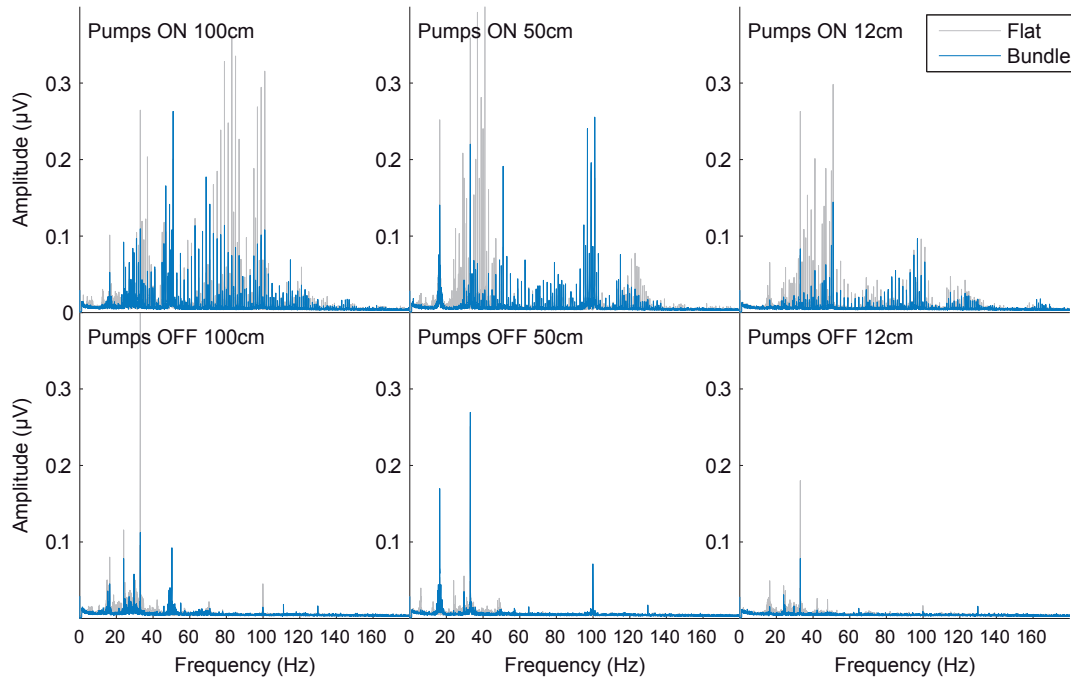 Pumps ON 100cm
Pumps ON 50cm
Pumps ON 12cm
Flat
Bundle
Amplitude (µV)
0.3
0.2
0.1
0
0.3
0.2
0.1
0.3
0.2
0.1
Pumps OFF 100cm
Pumps OFF 50cm
Pumps OFF 12cm
Amplitude (µV)
0.3
0.2
0.1
0.3
0.2
0.1
0.3
0.2
0.1
0 20 40 60 80 100 120 140 160
0 20 40 60 80 100 120 140 160
0 20 40 60 80 100 120 140 160
Frequency (Hz)
Frequency (Hz)
Frequency (Hz)